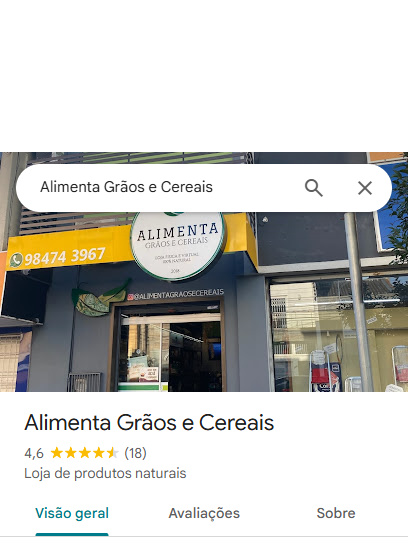 Alimenta Grãos e Cereais
ALIMENTA
GRÃOS E CEREAIS
LOJA FÍSICA E VIRTUAL
100% NATURAL
2018
98474 3967
@ALIMENTAGRAOSECEREAIS
Alimenta Grãos e Cereais
4,6 (18)
Loja de produtos naturais
Visão geral Avaliações Sobre